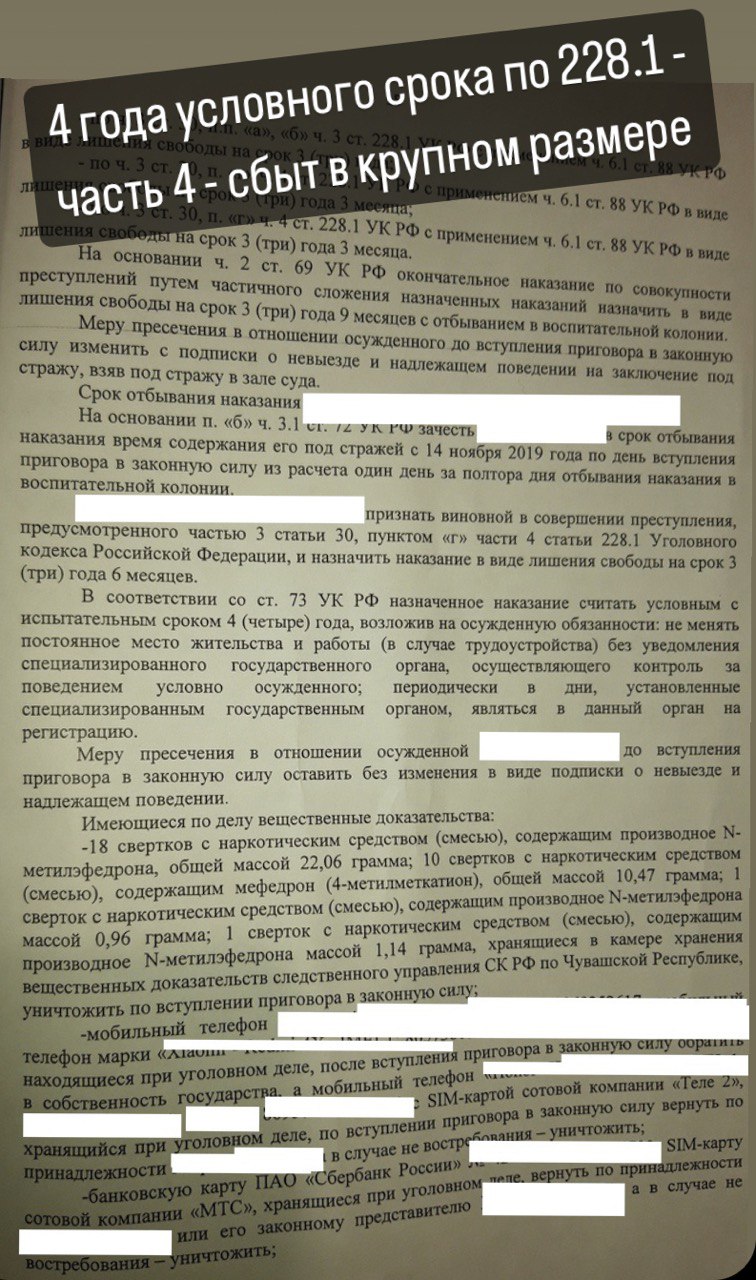 4 года условного срока по 228.1 -
часть 4 - сбыт в крупном размере
п.п. «а», «б» ч. 3 ст. 228.1 УК РФ
в виде лишения свободы на срок 3 (три) ч. 6.1 ст. 88 УК РФ
- по ч. 3 ст. 228.1 УК РФ с применением ч. 6.1 ст. 88 УК РФ в виде
лишения свободы на срок 3 (три) года 3 месяца;
ч. 3 ст. 30, п. «г» ч. 4 ст. 228.1 УК РФ с применением ч. 6.1 ст. 88 УК РФ в виде
лишения свободы на срок 3 (три) года 3 месяца.
На основании ч. 2 ст. 69 УК РФ окончательное наказание по совокупности
преступлений путем частичного сложения назначенных наказаний назначить в виде
лишения свободы на срок 3 (три) года 9 месяцев с отбыванием в воспитательной колонии.
Меру пресечения в отношении осужденного до вступления приговора в законную
силу изменить с подписки о невыезде и надлежащем поведении на заключение под
стражу, взяв под стражу в зале суда.
Срок отбывания наказания
На основании п. «б» ч. 3.1 ст. 72 УК РФ зачесть в срок отбывания
наказания время содержания его под стражей с 14 ноября 2019 года по день вступления
приговора в законную силу из расчета один день за полтора дня отбывания наказания в
воспитательной колонии.
признать виновной в совершении преступления,
предусмотренного частью 3 статьи 30, пунктом «г» части 4 статьи 228.1 Уголовного
кодекса Российской Федерации, и назначить наказание в виде лишения свободы на срок 3
(три) года 6 месяцев.
В соответствии со ст. 73 УК РФ назначенное наказание считать условным с
испытательным сроком 4 (четыре) года, возложив на осужденную обязанности: не менять
постоянное место жительства и работы (в случае трудоустройства) без уведомления
специализированного государственного органа, осуществляющего контроль за
поведением условно осужденного; периодически в дни, установленные
специализированным государственным органом, являться в данный орган на
регистрацию.
Меру пресечения в отношении осужденной до вступления
приговора в законную силу оставить без изменения в виде подписки о невыезде и
надлежащем поведении.
Имеющиеся по делу вещественные доказательства:
-18 свертков с наркотическим средством (смесью), содержащим производное N-
метилэфедрона, общей массой 22,06 грамма; 10 свертков с наркотическим средством
(смесью), содержащим мефедрон (4-метилметкатион), общей массой 10,47 грамма; 1
сверток с наркотическим средством (смесью), содержащим производное N-метилэфедрона
массой 0,96 грамма; 1 сверток с наркотическим средством (смесью), содержащим
производное N-метилэфедрона массой 1,14 грамма, хранящиеся в камере хранения
вещественных доказательств следственного управления СК РФ по Чувашской Республике,
уничтожить по вступлении приговора в законную силу;
-мобильный телефон
телефон марки «Xiaomi
находящиеся при уголовном деле, после вступления приговора в законную силу обратить
в собственность государства, а мобильный телефон
с SIM-картой сотовой компании «Теле 2»,
хранящийся при уголовном деле, по вступлении приговора в законную силу вернуть по
принадлежности а в случае не востребования – уничтожить;
-банковскую карту ПАО «Сбербанк России» SIM-карту
сотовой компании «МТС», хранящиеся при уголовном деле, вернуть по принадлежности
или его законному представителю а в случае не
востребования – уничтожить;